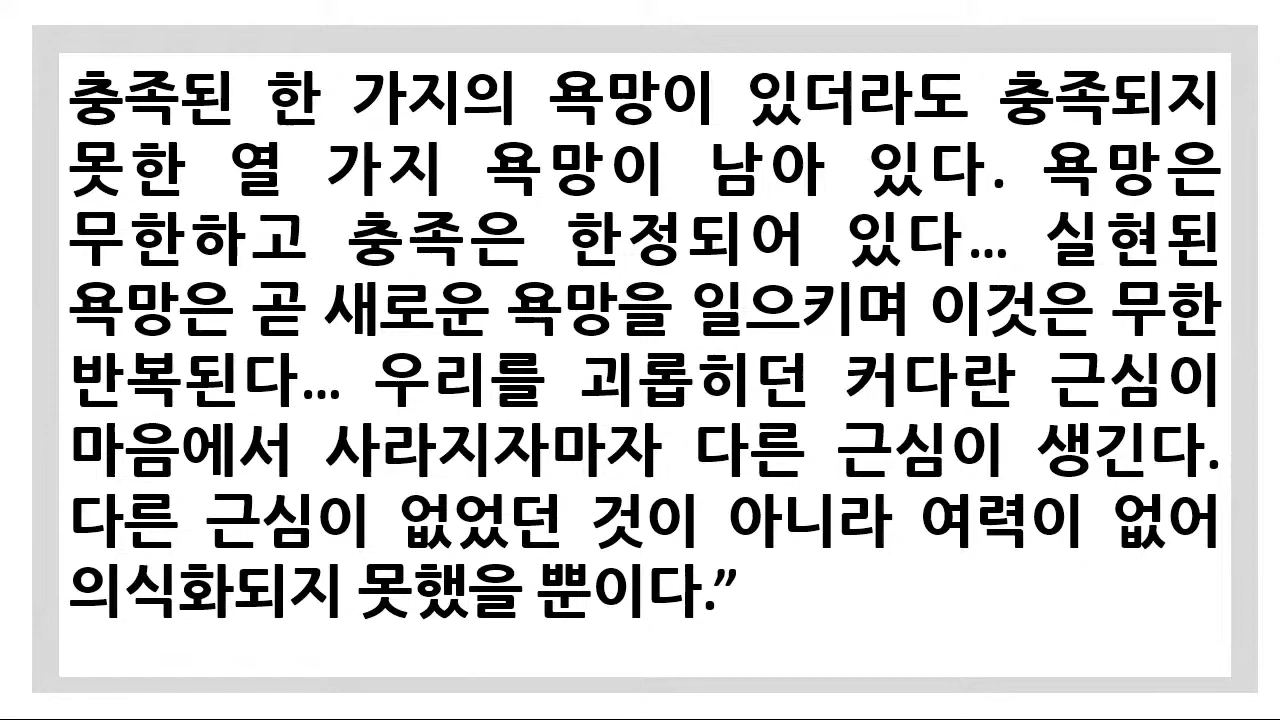 충족된 한 가지의 욕망이 있더라도 충족되지
못한 열 가지 욕망이 남아 있다. 욕망은
무한하고 충족은 한정되어 있다... 실현된
욕망은 곧 새로운 욕망을 일으키며 이것은 무한
반복된다... 우리를 괴롭히던 커다란 근심이
마음에서 사라지자마자 다른 근심이 생긴다.
다른 근심이 없었던 것이 아니라 여력이 없어
의식화되지 못했을 뿐이다.”